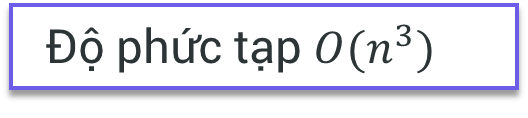 Độ phức tạp O(n³)